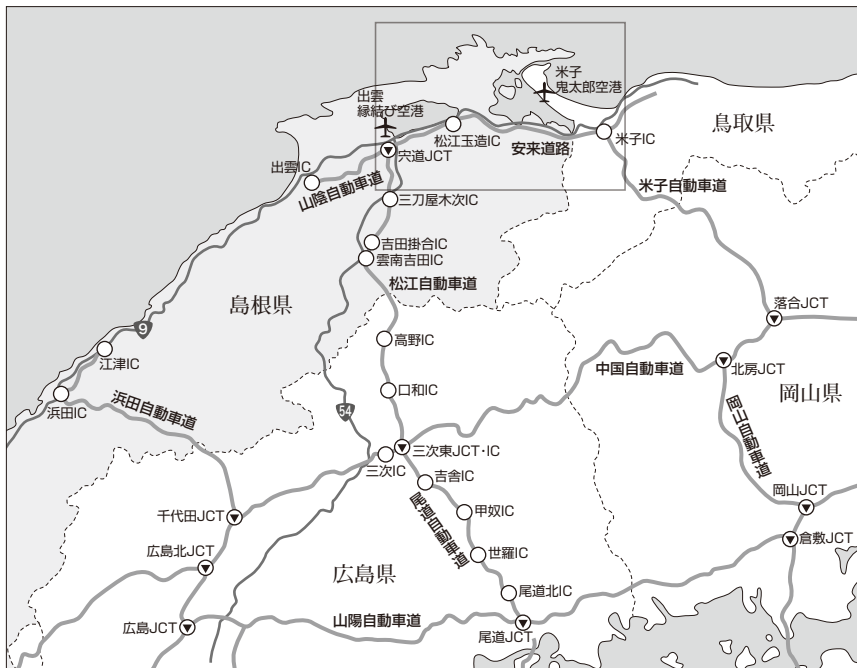 米子
鬼太郎空港
出雲
縁結び空港
鳥取県
松江玉造IC
安来道路
米子IC
宍道JCT
出雲IC
山陰自動車道
米子自動車道
三刀屋木次IC
吉田掛合IC
雲南吉田IC
松江自動車道
島根県
落合JCT
9
高野IC
江津IC
中国自動車道
北房JCT
岡山県
口和IC
浜田自動車道
浜田IC
54
岡山自動車道
三次東JCT・IC
三次IC
吉舎IC
岡山JCT
千代田JCT
甲奴IC
尾道自動車道
倉敷JCT
広島北JCT
世羅IC
広島県
尾道北IC
山陽自動車道
広島JCT
尾道JCT